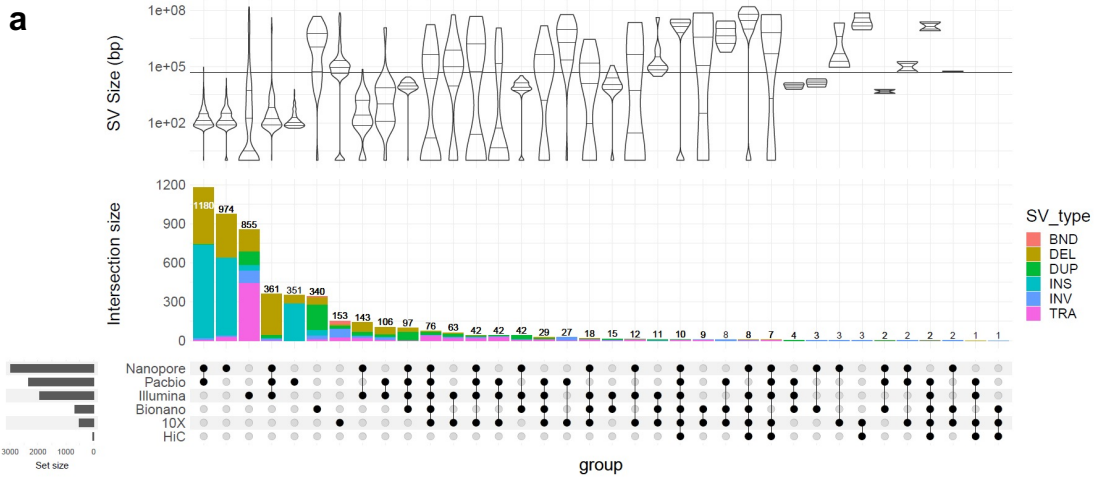 a
SV Size (bp)
1e+08
1e+05
1e+02
Intersection size
1200
900
600
300
0
1180 974 855 361 351 340 153 143 106 97 76 63 42 42 42 29 27 18 15 12 11 10 9 8 8 7 4 3 3 3 2 2 2 2 1 1
SV_type
BND
DEL
DUP
INS
INV
TRA
Nanopore
Pacbio
Illumina
Bionano
10X
HiC
3000 2000 1000 0
Set size
group